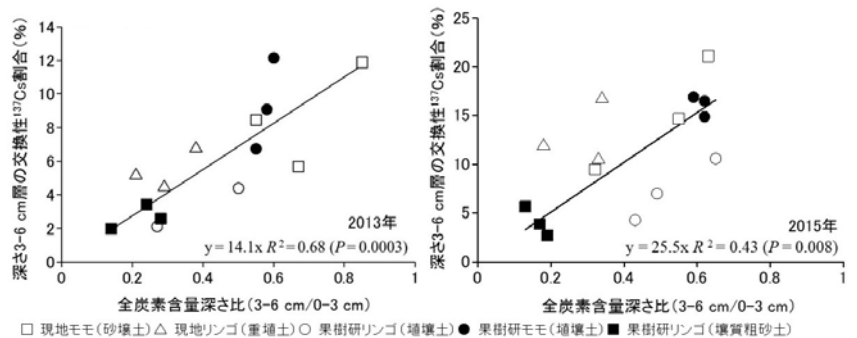 深さ3-6 cm層の交換性¹³⁷Cs割合(%)
14
12
10
8
6
4
2
0
2013年
y=14.1x R²=0.68 (P=0.0003)
0
0.2
0.4
0.6
0.8
1
全炭素含量深さ比(3-6 cm/0-3 cm)
深さ3-6 cm層の交換性¹³⁷Cs割合(%)
25
20
15
10
5
0
2015年
y=25.5x R²=0.43 (P=0.008)
0
0.2
0.4
0.6
0.8
1
全炭素含量深さ比(3-6 cm/0-3 cm)
□ 現地モモ(砂壌土) △ 現地リンゴ(重埴土) ○ 果樹研リンゴ(埴壌土) ● 果樹研モモ(埴壌土) ■ 果樹研リンゴ(壌質粗砂土)